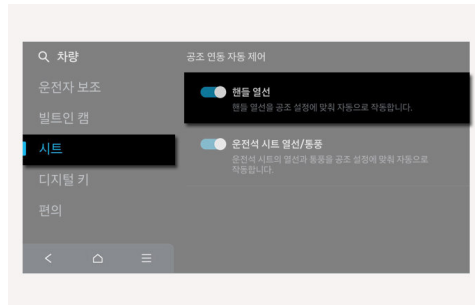 차량
공조 연동 자동 제어
운전자 보조
빌트인 캠
시트
디지털 키
편의
핸들 열선
핸들 열선을 공조 설정에 맞춰 자동으로 작동합니다.
운전석 시트 열선/통풍
운전석 시트의 열선과 통풍을 공조 설정에 맞춰 자동으로
작동합니다.